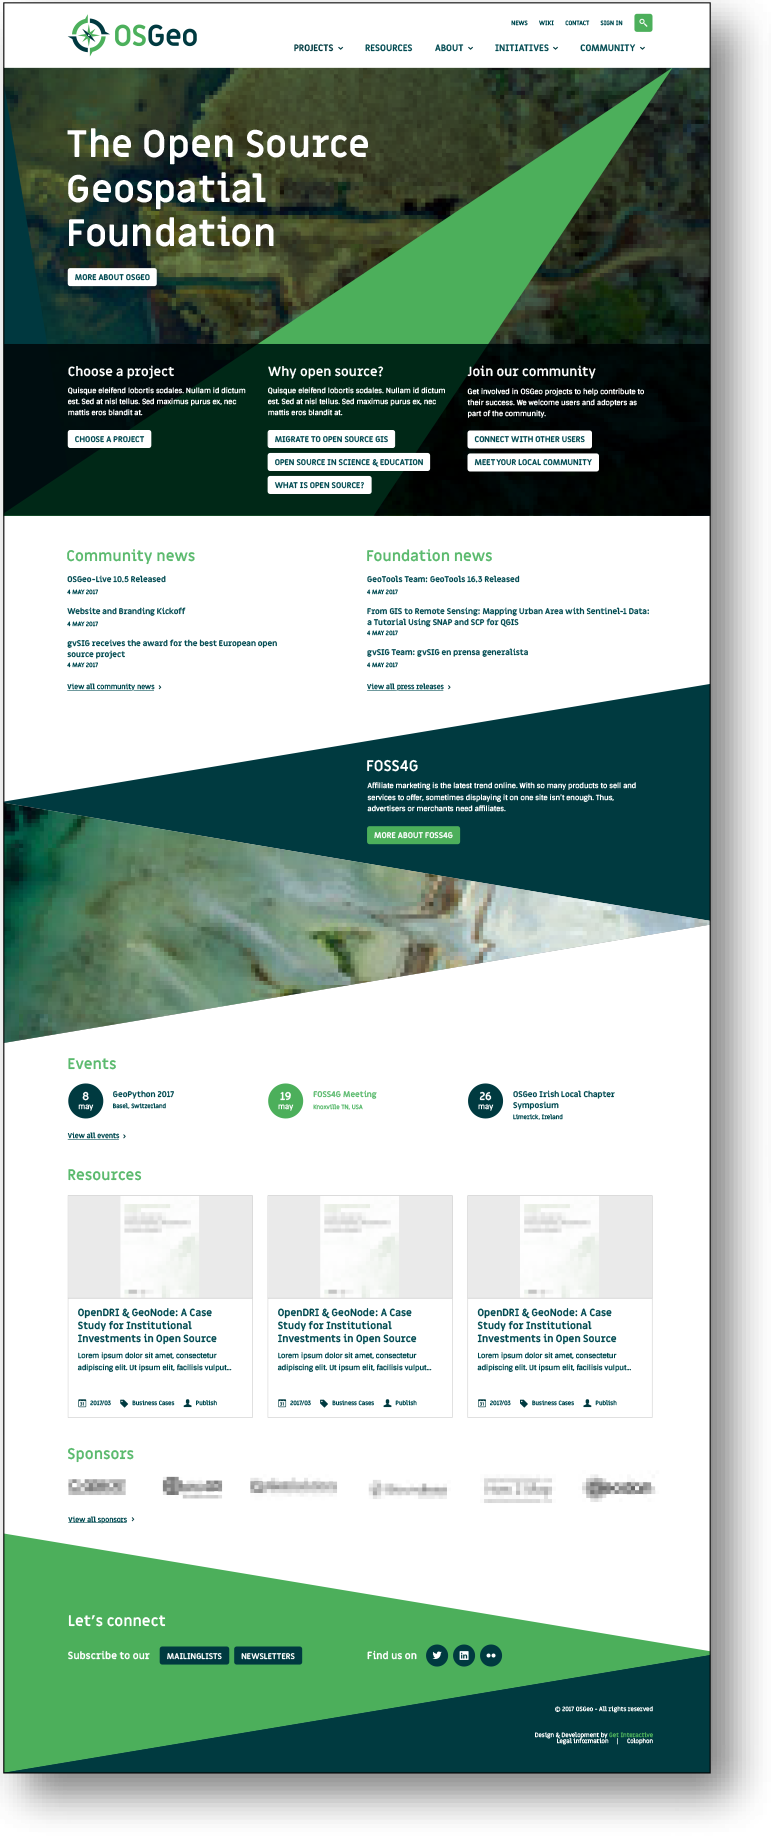 OSGeo
NEWS WIKI CONTACT SIGN IN
PROJECTS RESOURCES ABOUT INITIATIVES COMMUNITY
The Open Source
Geospatial
Foundation
MORE ABOUT OSGEO
Choose a project
Quisque eleifend lobortis sodales. Nullam id dictum
est. Sed at nisl tellus. Sed maximus purus ex, nec
mattis eros blandit at.
CHOOSE A PROJECT
Why open source?
Quisque eleifend lobortis sodales. Nullam id dictum
est. Sed at nisl tellus. Sed maximus purus ex, nec
mattis eros blandit at.
MIGRATE TO OPEN SOURCE GIS
OPEN SOURCE IN SCIENCE & EDUCATION
WHAT IS OPEN SOURCE?
Join our community
Get involved in OSGeo projects to help contribute to
their success. We welcome users and adopters as
part of the community.
CONNECT WITH OTHER USERS
MEET YOUR LOCAL COMMUNITY
Community news
OSGeo-Live 10.5 Released
4 MAY 2017
Website and Branding Kickoff
4 MAY 2017
gvSIG receives the award for the best European open
source project
4 MAY 2017
View all community news
Foundation news
GeoTools Team: GeoTools 16.3 Released
4 MAY 2017
From GIS to Remote Sensing: Mapping Urban Area with Sentinel-1 Data:
a Tutorial Using SNAP and SCP for QGIS
4 MAY 2017
gvSIG Team: gvSIG en prensa generalista
4 MAY 2017
View all press releases
FOSS4G
Affiliate marketing is the latest trend online. With so many products to sell and
services to offer, sometimes displaying it on one site isn't enough. Thus,
advertisers or merchants need affiliates.
MORE ABOUT FOSS4G
Events
8
may
GeoPython 2017
Basel, Switzerland
19
may
FOSS4G Meeting
Knoxville TN, USA
26
may
OSGeo Irish Local Chapter
Symposium
Limerick, Ireland
View all events
Resources
OpenDRI & GeoNode: A Case
Study for Institutional
Investments in Open Source
Lorem ipsum dolor sit amet, consectetur
adipiscing elit. Ut ipsum elit, facilisis vulput...
31 2017/03 Business Cases Publish
OpenDRI & GeoNode: A Case
Study for Institutional
Investments in Open Source
Lorem ipsum dolor sit amet, consectetur
adipiscing elit. Ut ipsum elit, facilisis vulput...
31 2017/03 Business Cases Publish
OpenDRI & GeoNode: A Case
Study for Institutional
Investments in Open Source
Lorem ipsum dolor sit amet, consectetur
adipiscing elit. Ut ipsum elit, facilisis vulput...
31 2017/03 Business Cases Publish
Sponsors
View all sponsors
Let's connect
Subscribe to our MAILINGLISTS NEWSLETTERS
Find us on in
© 2017 OSGeo - All rights reserved
Design & Development by Get Interactive
Legal information | Colophon